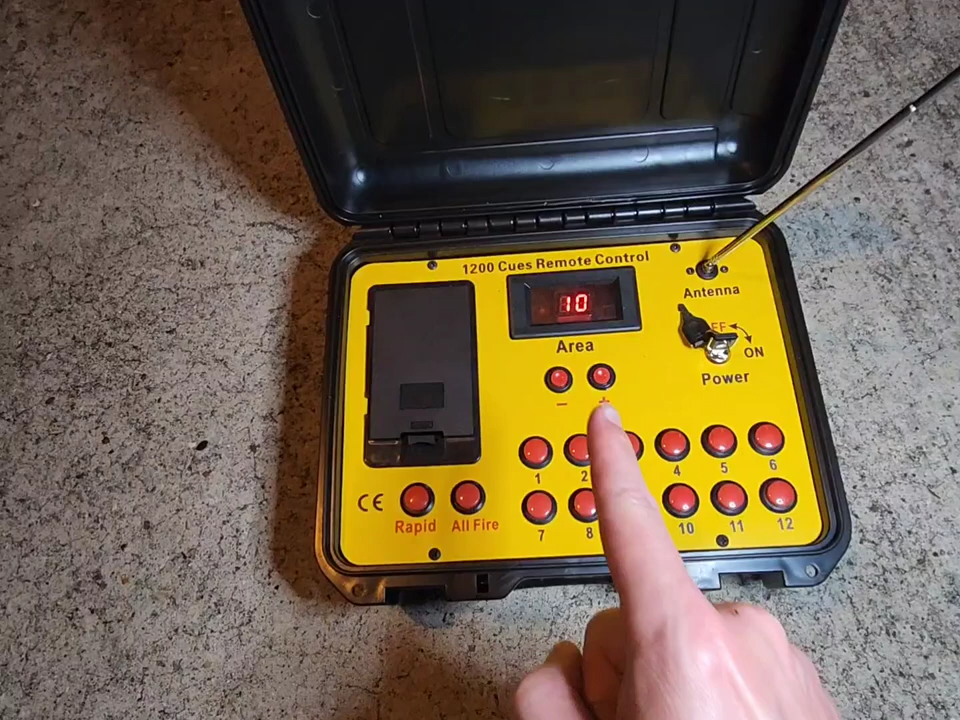 1200 Cues Remote Control
10
Antenna
Area
FF
ON
Power
− +
1 2 4 5 6
CE
Rapid All Fire
7 8 10 11 12